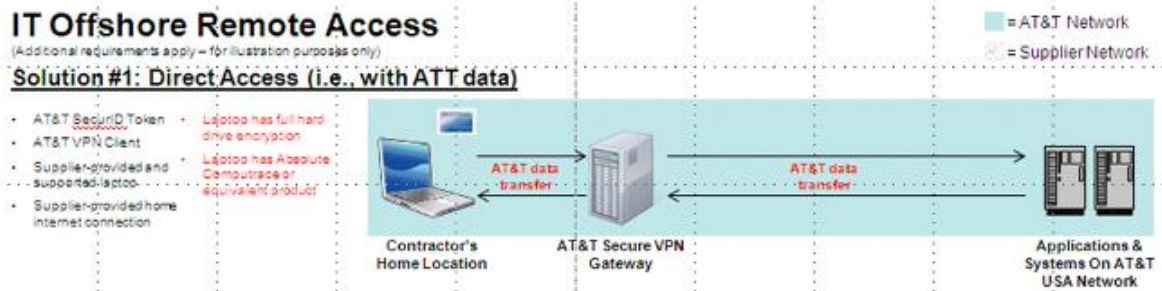 IT Offshore Remote Access
(Additional requirements apply – for illustration purposes only)
Solution #1: Direct Access (i.e., with ATT data)
= AT&T Network
= Supplier Network
• AT&T SecurID Token
• AT&T VPN Client
• Supplier-provided and
supported laptop
• Supplier-provided home
internet connection
• Laptop has full hard
drive encryption
• Laptop has Absolute
Computrace or
equivalent product
AT&T data
transfer
AT&T data
transfer
Contractor's
Home Location
AT&T Secure VPN
Gateway
Applications &
Systems On AT&T
USA Network